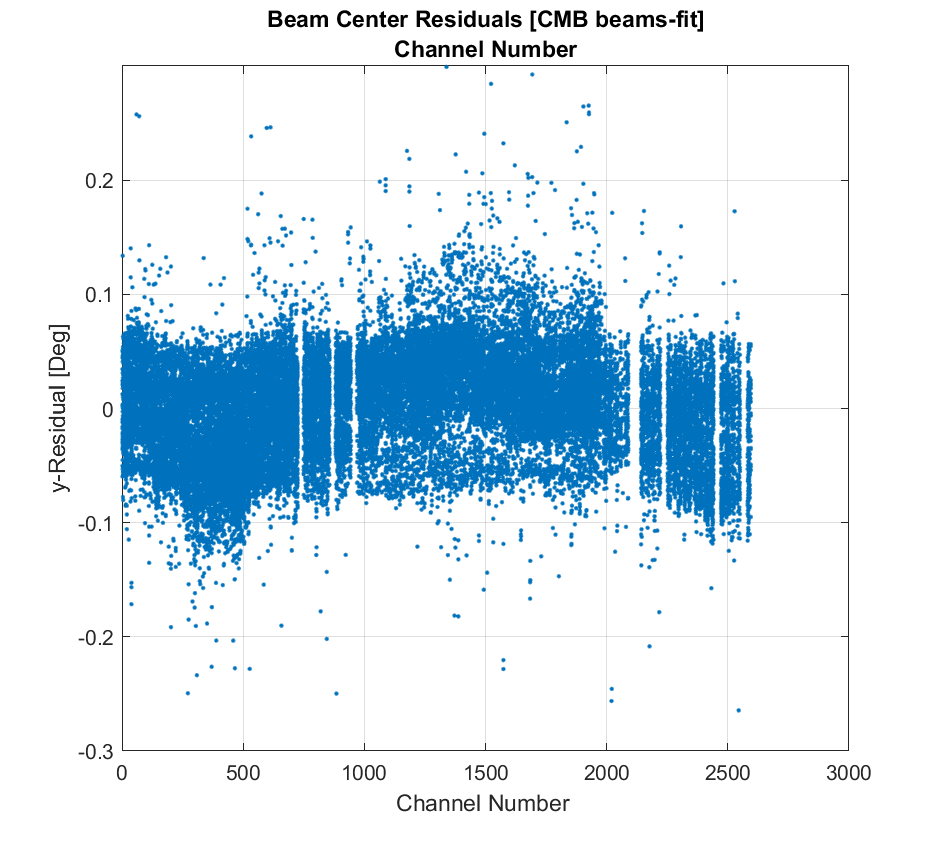 Beam Center Residuals [CMB beams-fit]
Channel Number
y-Residual [Deg]
0.2
0.1
0
-0.1
-0.2
-0.3
0 500 1000 1500 2000 2500 3000
Channel Number